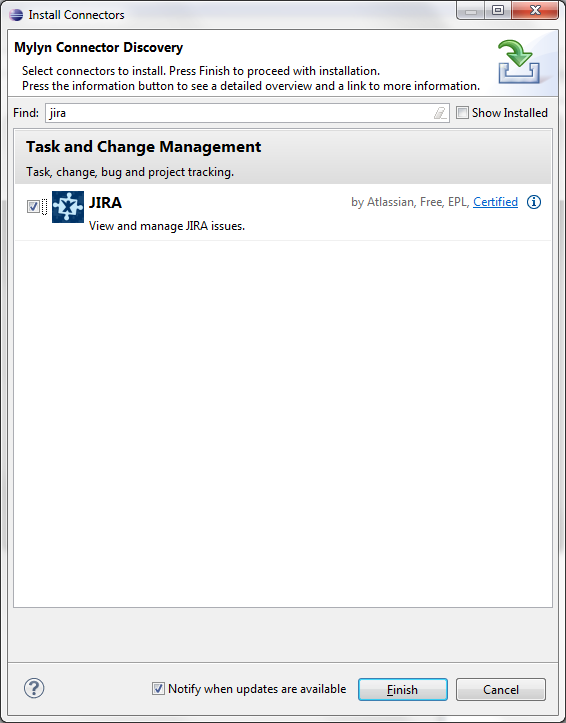 Install Connectors
Mylyn Connector Discovery
Select connectors to install. Press Finish to proceed with installation.
Press the information button to see a detailed overview and a link to more information.
Find: jira Show Installed
Task and Change Management
Task, change, bug and project tracking.
JIRA by Atlassian, Free, EPL, Certified
View and manage JIRA issues.
Notify when updates are available Finish Cancel